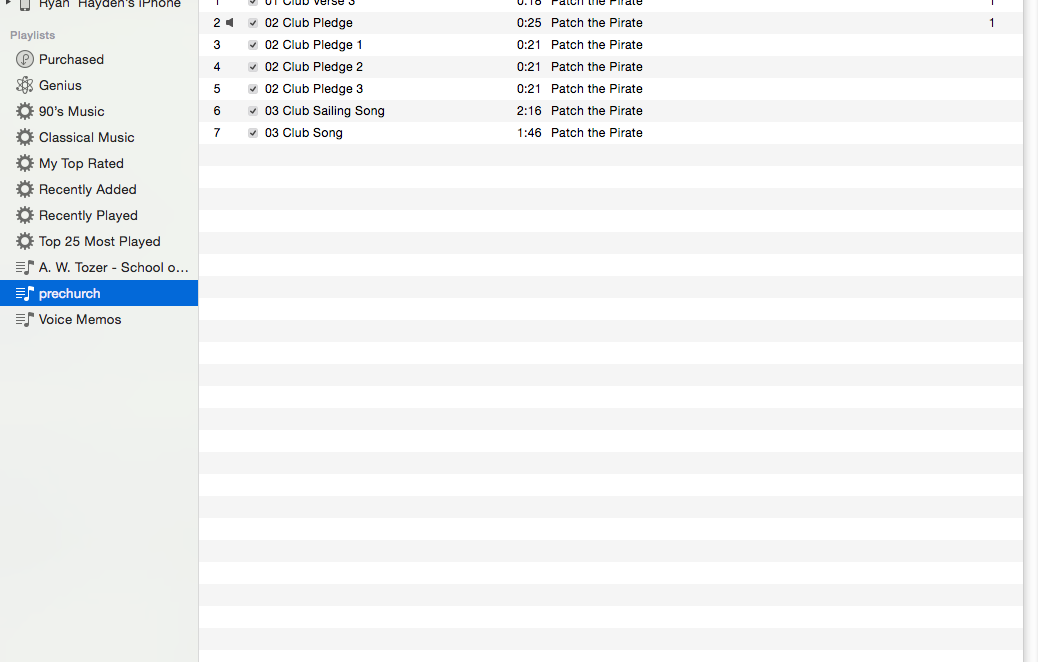 Ryan Hayden's iPhone
Playlists
Purchased
Genius
90's Music
Classical Music
My Top Rated
Recently Added
Recently Played
Top 25 Most Played
A. W. Tozer - School o...
prechurch
Voice Memos
1 01 Club Verse 3 0:18 Patch the Pirate 1
2 02 Club Pledge 0:25 Patch the Pirate 1
3 02 Club Pledge 1 0:21 Patch the Pirate
4 02 Club Pledge 2 0:21 Patch the Pirate
5 02 Club Pledge 3 0:21 Patch the Pirate
6 03 Club Sailing Song 2:16 Patch the Pirate
7 03 Club Song 1:46 Patch the Pirate